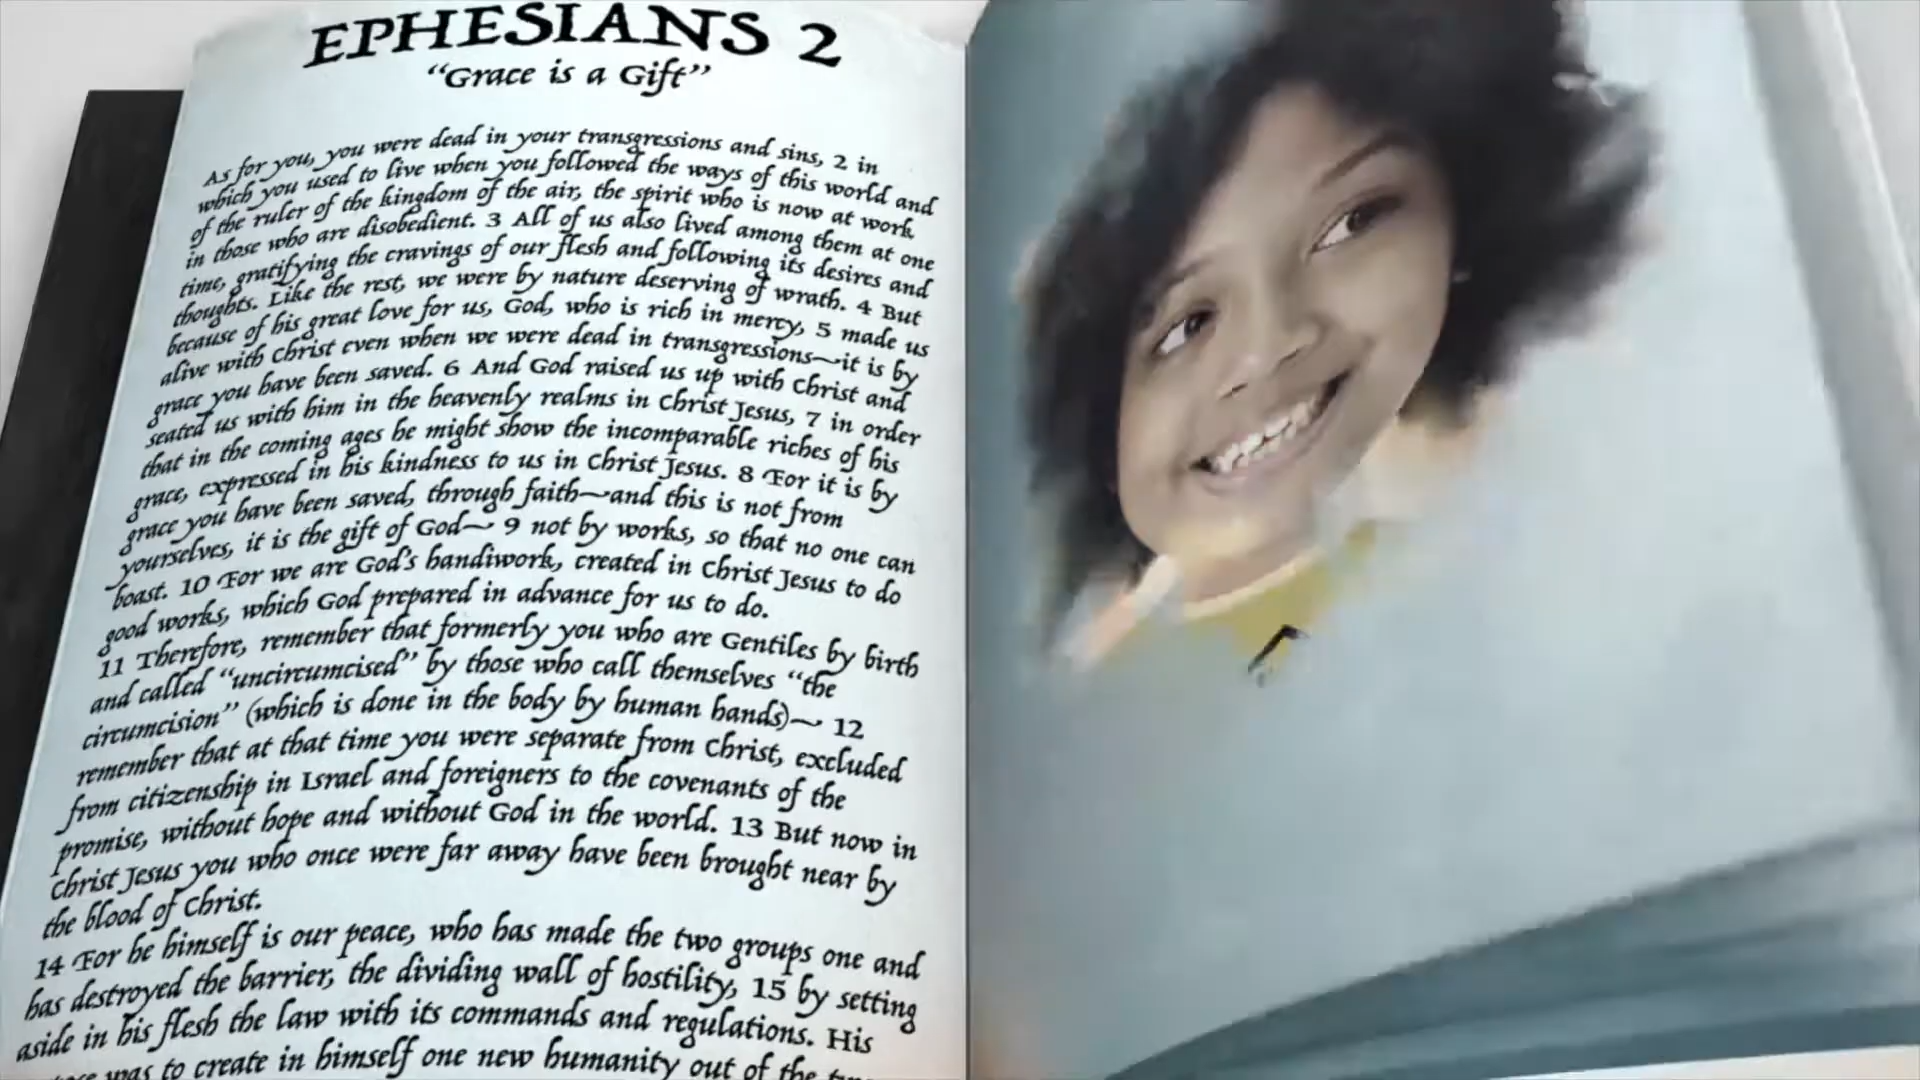 EPHESIANS 2
“Grace is a Gift”
As for you, you were dead in your transgressions and sins, 2 in
which you used to live when you followed the ways of this world and
of the ruler of the kingdom of the air, the spirit who is now at work
in those who are disobedient. 3 All of us also lived among them at one
time, gratifying the cravings of our flesh and following its desires and
thoughts. Like the rest, we were by nature deserving of wrath. 4 But
because of his great love for us, God, who is rich in mercy, 5 made us
alive with Christ even when we were dead in transgressions—it is by
grace you have been saved. 6 And God raised us up with Christ and
seated us with him in the heavenly realms in Christ Jesus, 7 in order
that in the coming ages he might show the incomparable riches of his
grace, expressed in his kindness to us in Christ Jesus. 8 For it is by
grace you have been saved, through faith—and this is not from
yourselves, it is the gift of God— 9 not by works, so that no one can
boast. 10 For we are God’s handiwork, created in Christ Jesus to do
good works, which God prepared in advance for us to do.
11 Therefore, remember that formerly you who are Gentiles by birth
and called “uncircumcised” by those who call themselves “the
circumcision” (which is done in the body by human hands)— 12
remember that at that time you were separate from Christ, excluded
from citizenship in Israel and foreigners to the covenants of the
promise, without hope and without God in the world. 13 But now in
Christ Jesus you who once were far away have been brought near by
the blood of Christ.
14 For he himself is our peace, who has made the two groups one and
has destroyed the barrier, the dividing wall of hostility, 15 by setting
aside in his flesh the law with its commands and regulations. His
was to create in himself one new humanity out of the